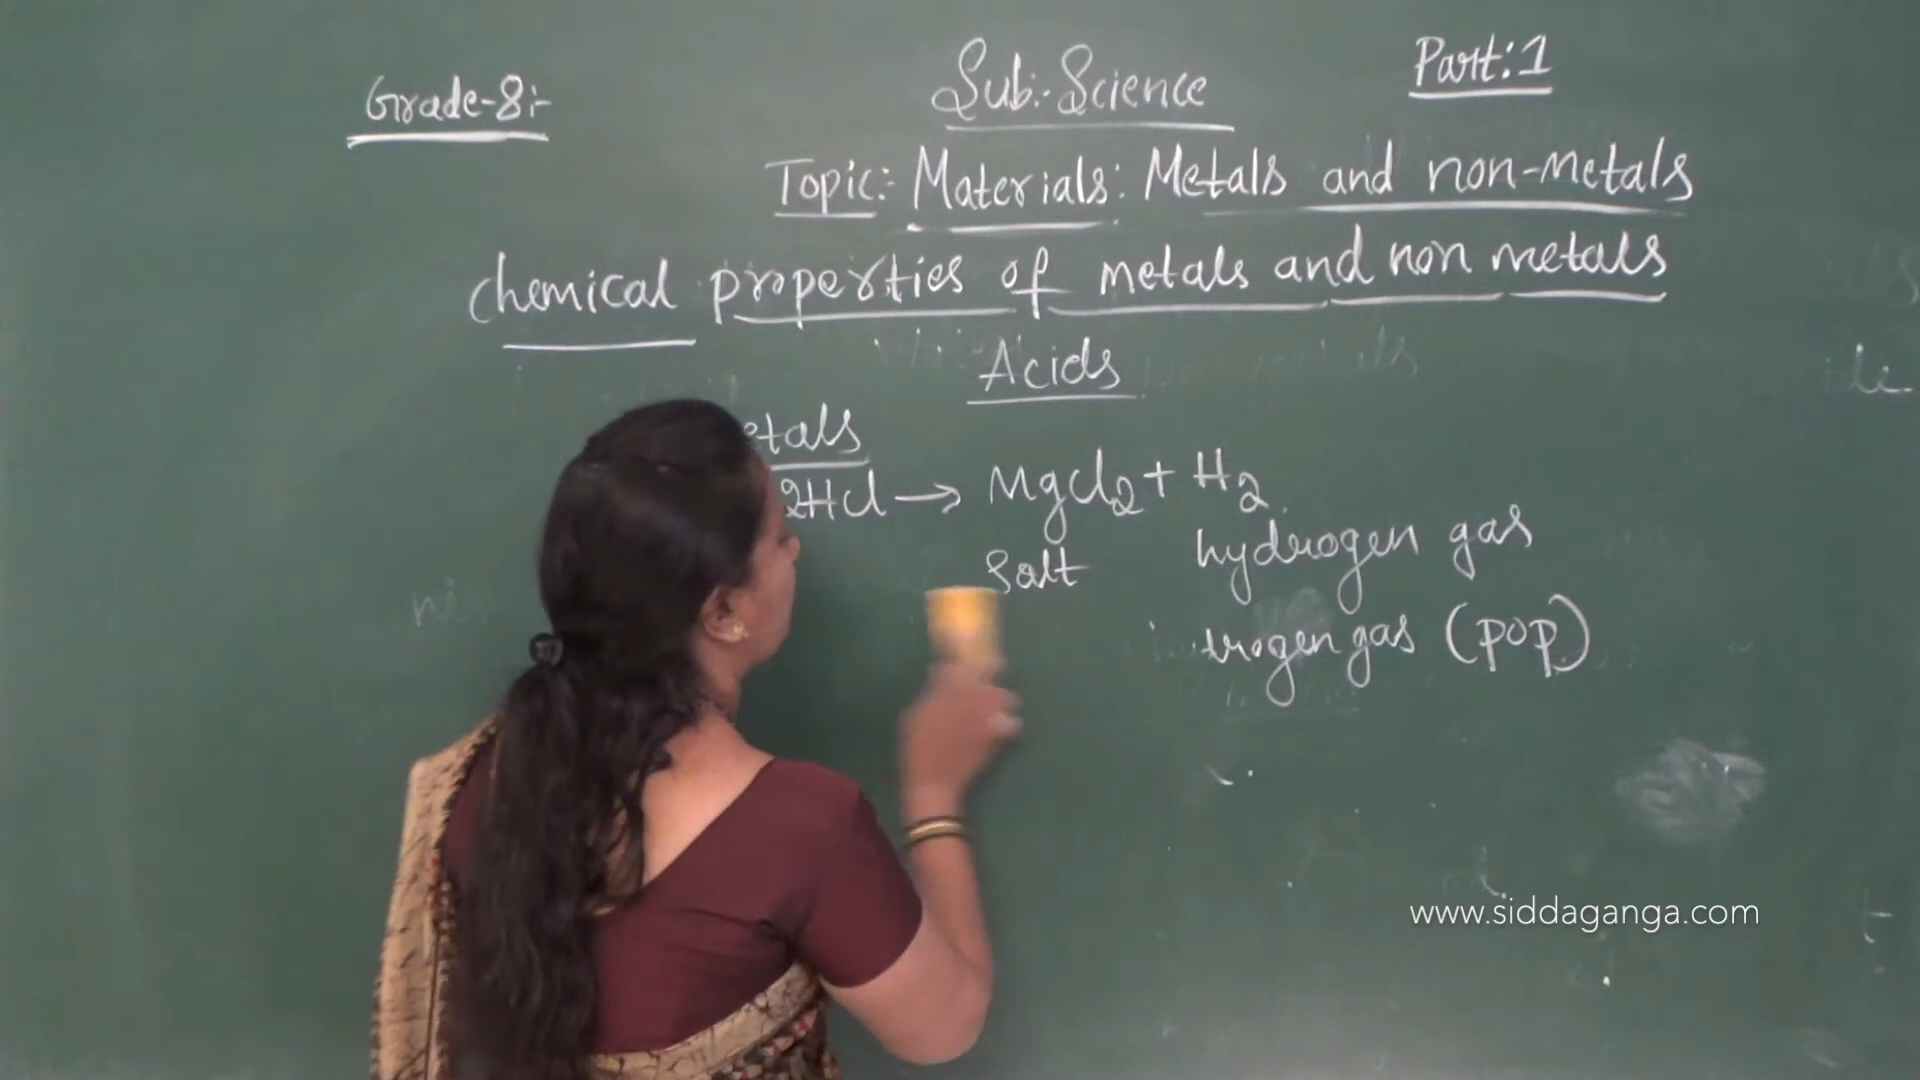 Grade-8:-
Sub:-Science
Part:1
Topic:- Materials: Metals and non-metals
chemical properties of metals and non metals
Acids
etals
2HCl → MgCl2 + H2
Salt hydrogen gas
trogen gas (pop)
www.siddaganga.com